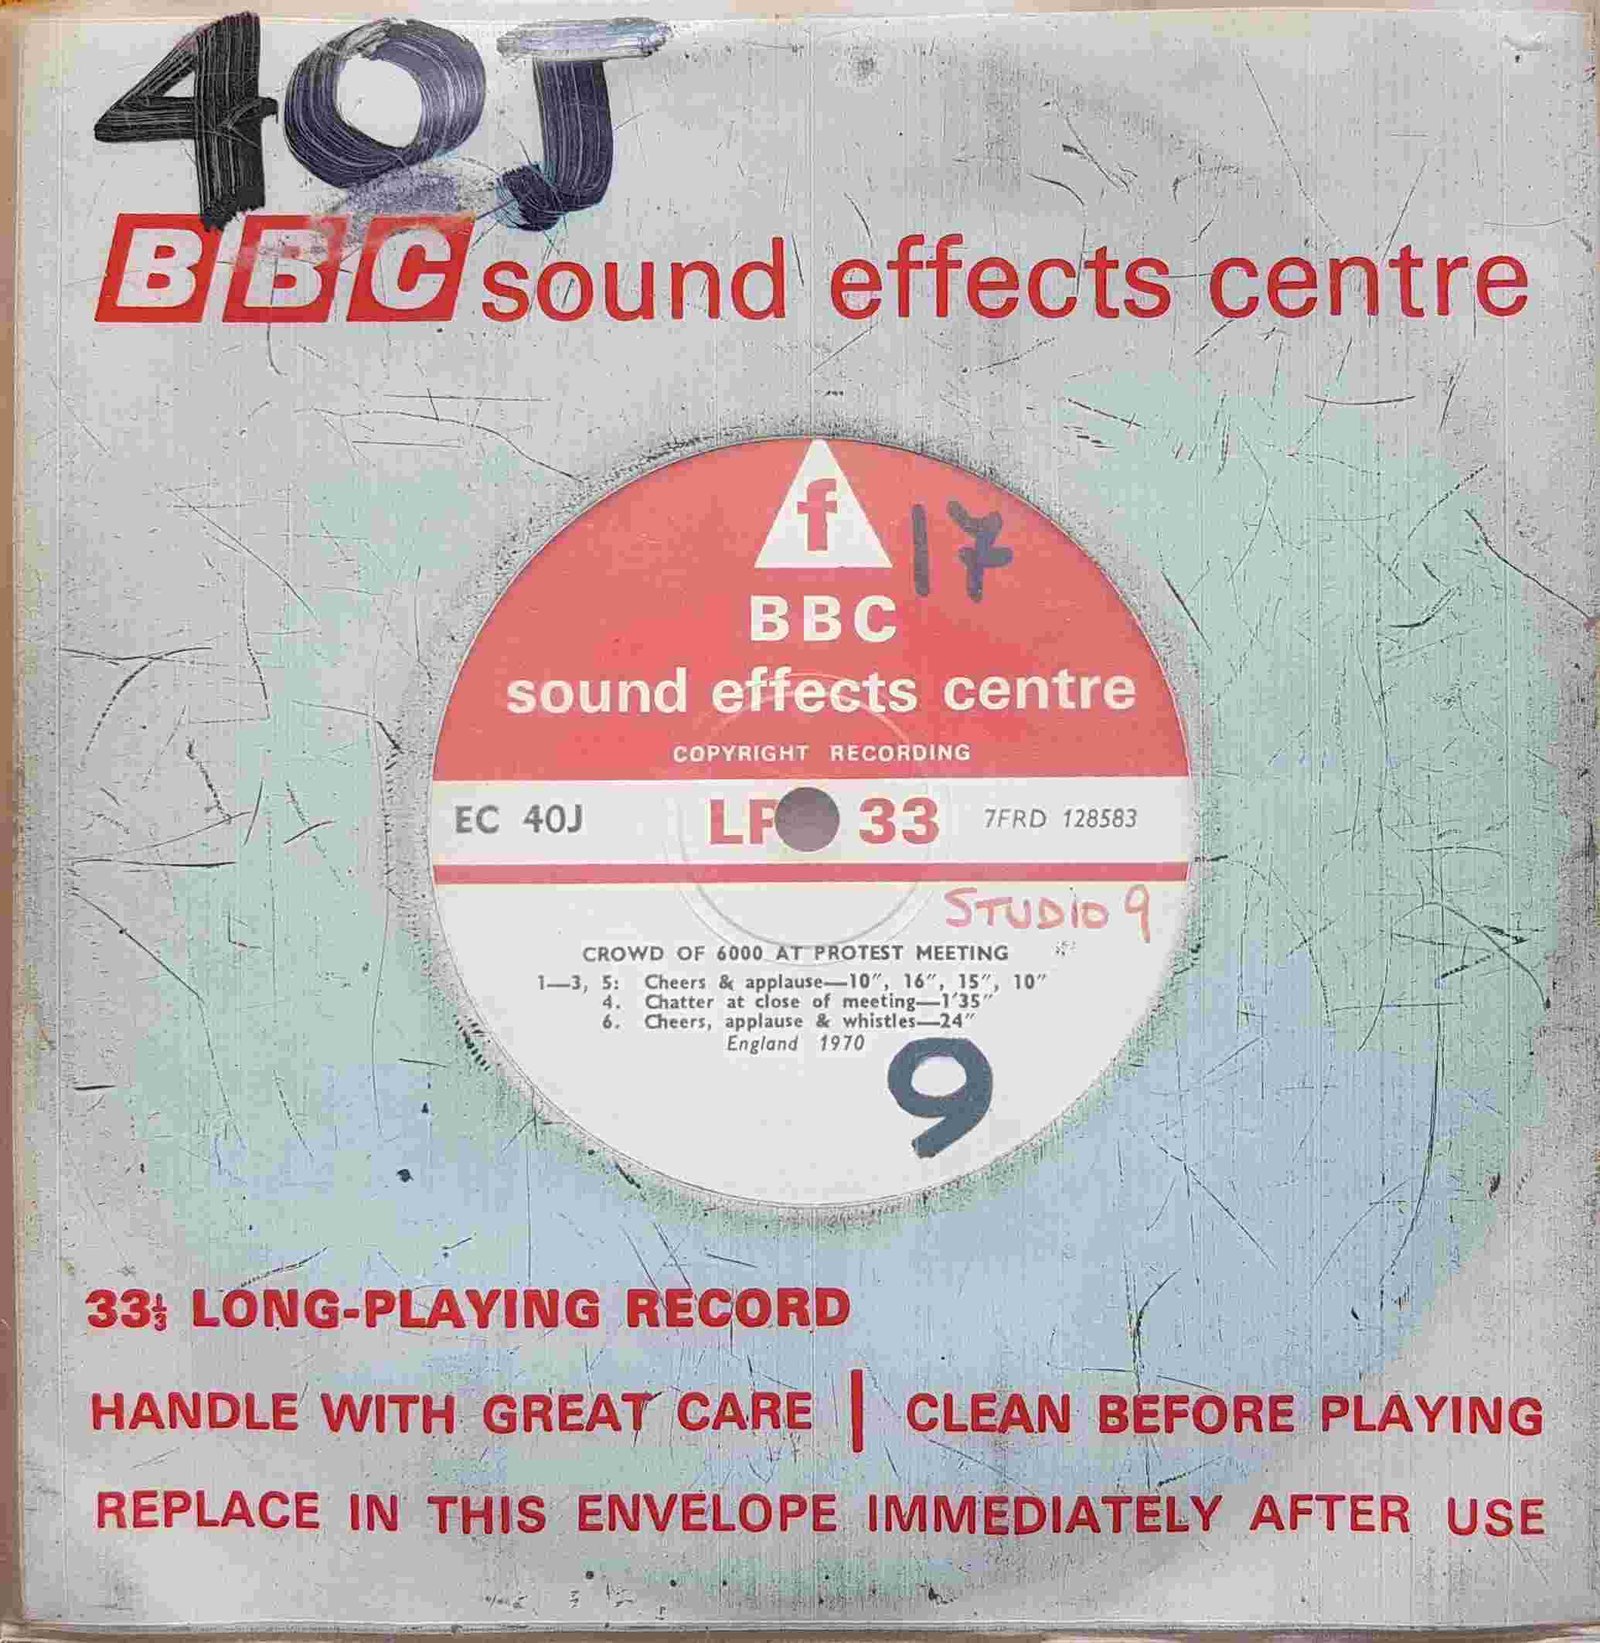 40J
BBC sound effects centre
f 17
BBC
sound effects centre
COPYRIGHT RECORDING
EC 40J LP 33 7FRD 128583
STUDIO 9
CROWD OF 6000 AT PROTEST MEETING
1—3, 5: Cheers & applause—10″, 16″, 15″, 10″
4. Chatter at close of meeting—1′35″
6. Cheers, applause & whistles—24″
England 1970
9
33⅓ LONG-PLAYING RECORD
HANDLE WITH GREAT CARE | CLEAN BEFORE PLAYING
REPLACE IN THIS ENVELOPE IMMEDIATELY AFTER USE